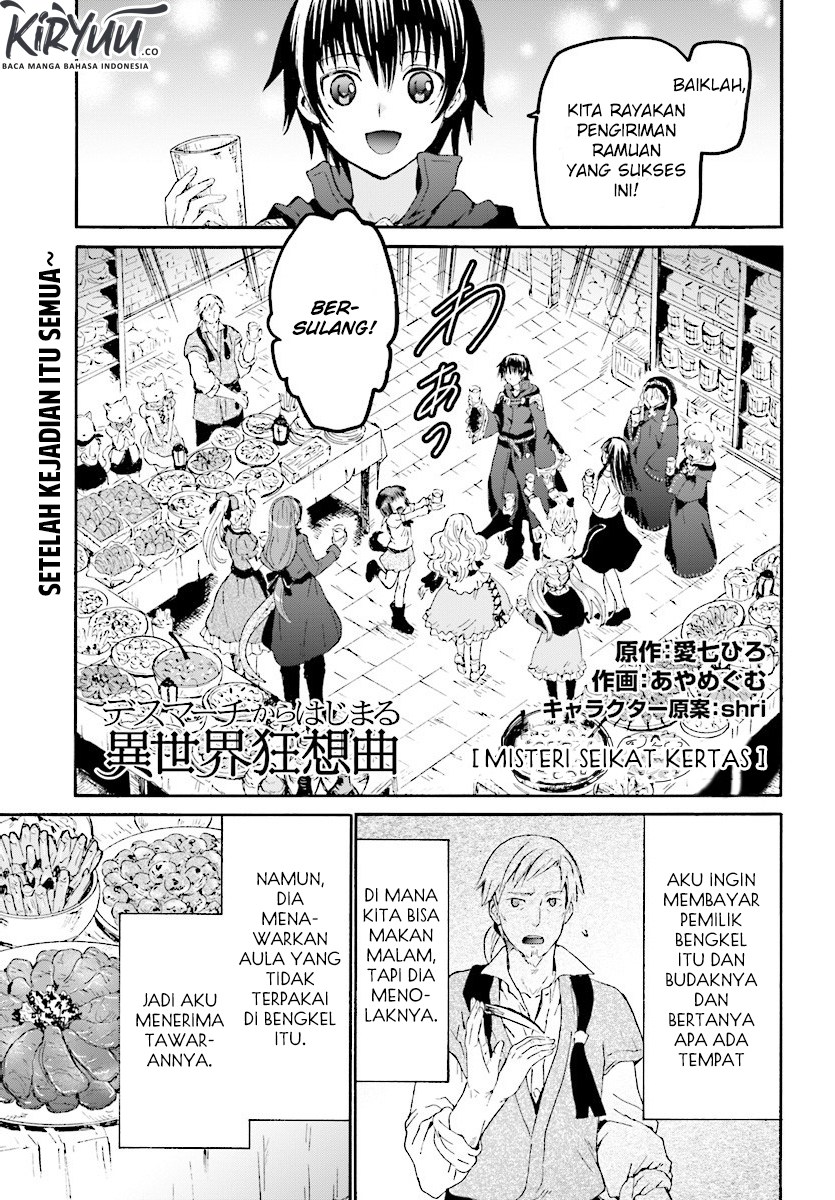 KiRYUU.co
BACA MANGA BAHASA INDONESIA
BAIKLAH,
KITA RAYAKAN
PENGIRIMAN
RAMUAN
YANG SUKSES
INI!
SETELAH KEJADIAN ITU SEMUA~
BER-
SULANG!
わあぁっ
原作:愛七ひろ
作画:あやめぐむ
キャラクター原案:shri
デスマーチからはじまる
異世界狂想曲
[MISTERI SEIKAT KERTAS]
AKU INGIN
MEMBAYAR
PEMILIK
BENGKEL
ITU DAN
BUDAKNYA
DAN
BERTANYA
APA ADA
TEMPAT
DI MANA
KITA BISA
MAKAN
MALAM,
TAPI DIA
MENO-
LAKNYA.
NAMUN,
DIA
MENA-
WARKAN
AULA YANG
TIDAK
TERPAKAI
DI BENGKEL
ITU.
JADI AKU
MENERIMA
TAWAR-
ANNYA.